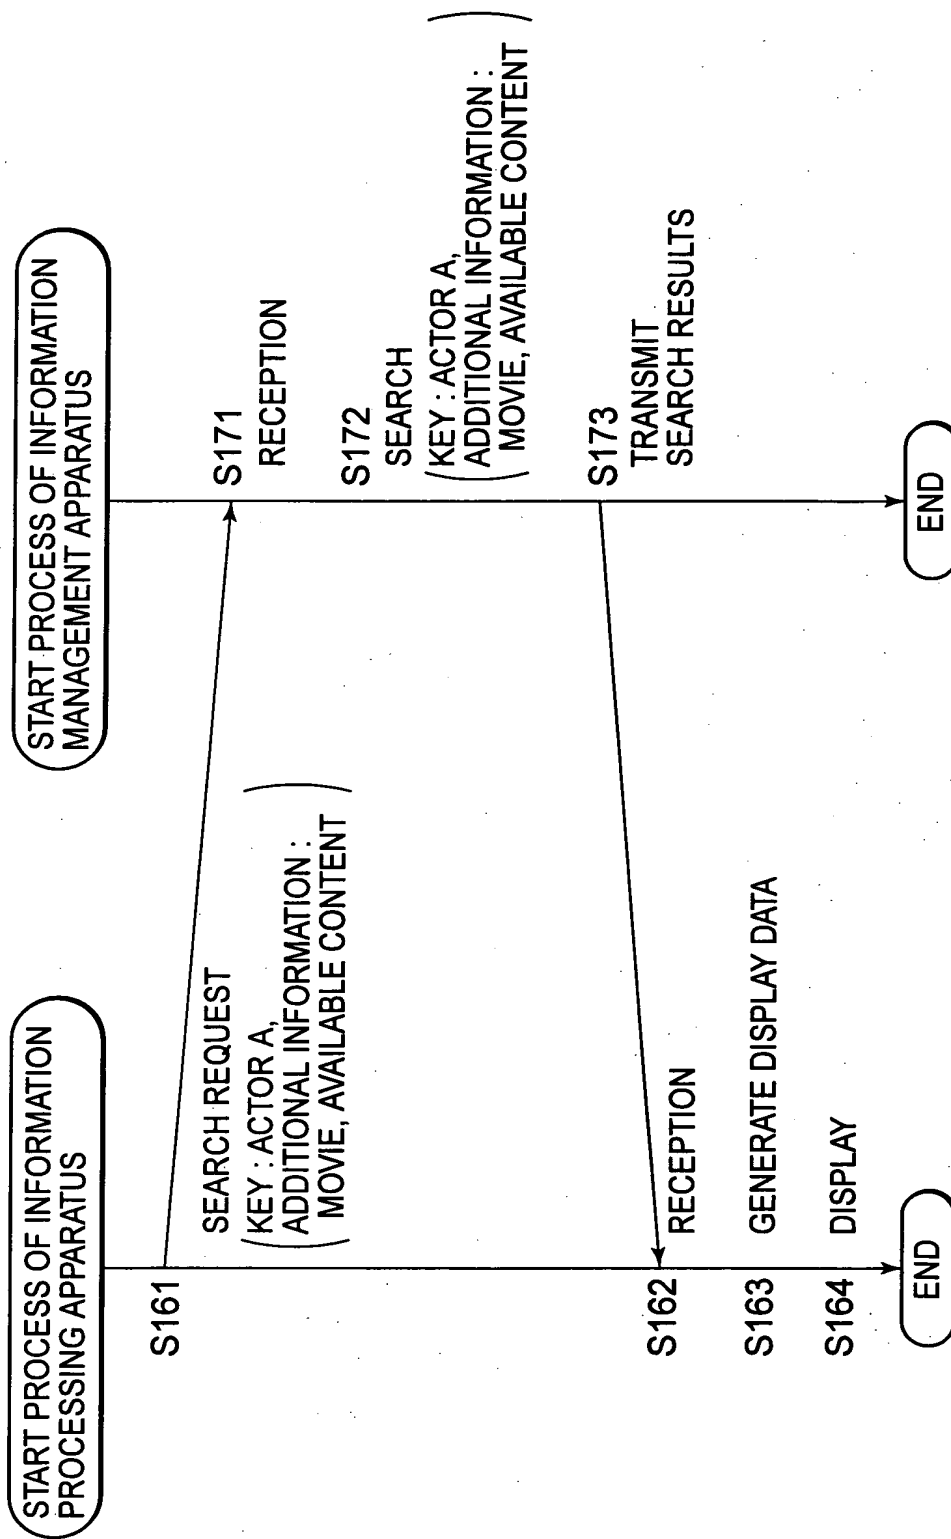 START PROCESS OF INFORMATION
PROCESSING APPARATUS
S161
SEARCH REQUEST
KEY : ACTOR A,
ADDITIONAL INFORMATION :
MOVIE, AVAILABLE CONTENT
S162
RECEPTION
S163
GENERATE DISPLAY DATA
S164
DISPLAY
END
START PROCESS OF INFORMATION
MANAGEMENT APPARATUS
S171
RECEPTION
S172
SEARCH
KEY : ACTOR A,
ADDITIONAL INFORMATION :
MOVIE, AVAILABLE CONTENT
S173
TRANSMIT
SEARCH RESULTS
END